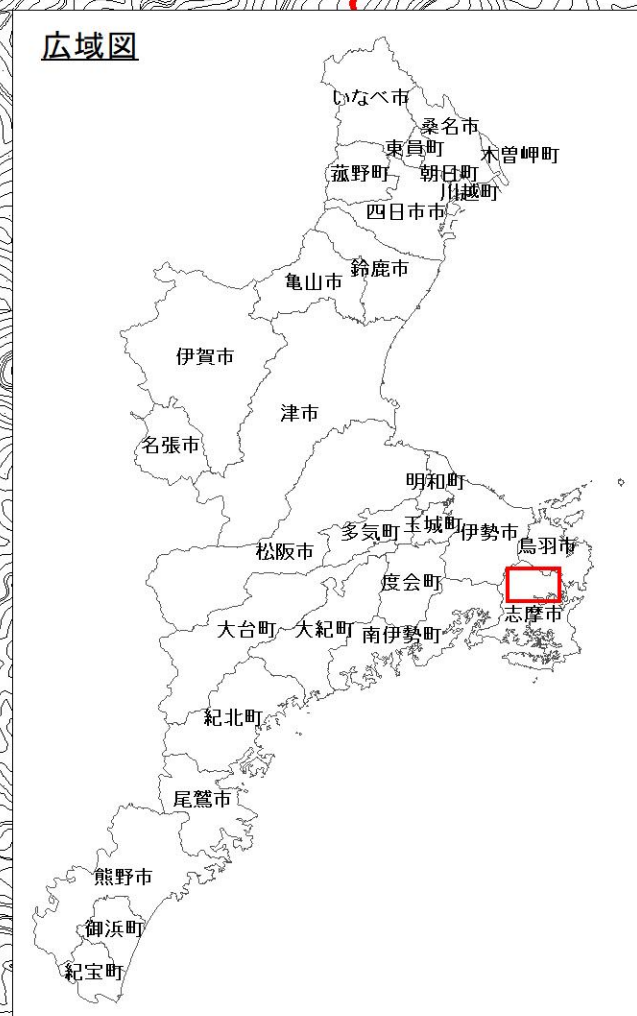 広域図
いなべ市
桑名市
東員町
木曽岬町
菰野町
朝日町
川越町
四日市市
鈴鹿市
亀山市
伊賀市
津市
名張市
明和町
多気町
玉城町
伊勢市
鳥羽市
松阪市
度会町
志摩市
大台町
大紀町
南伊勢町
紀北町
尾鷲市
熊野市
御浜町
紀宝町